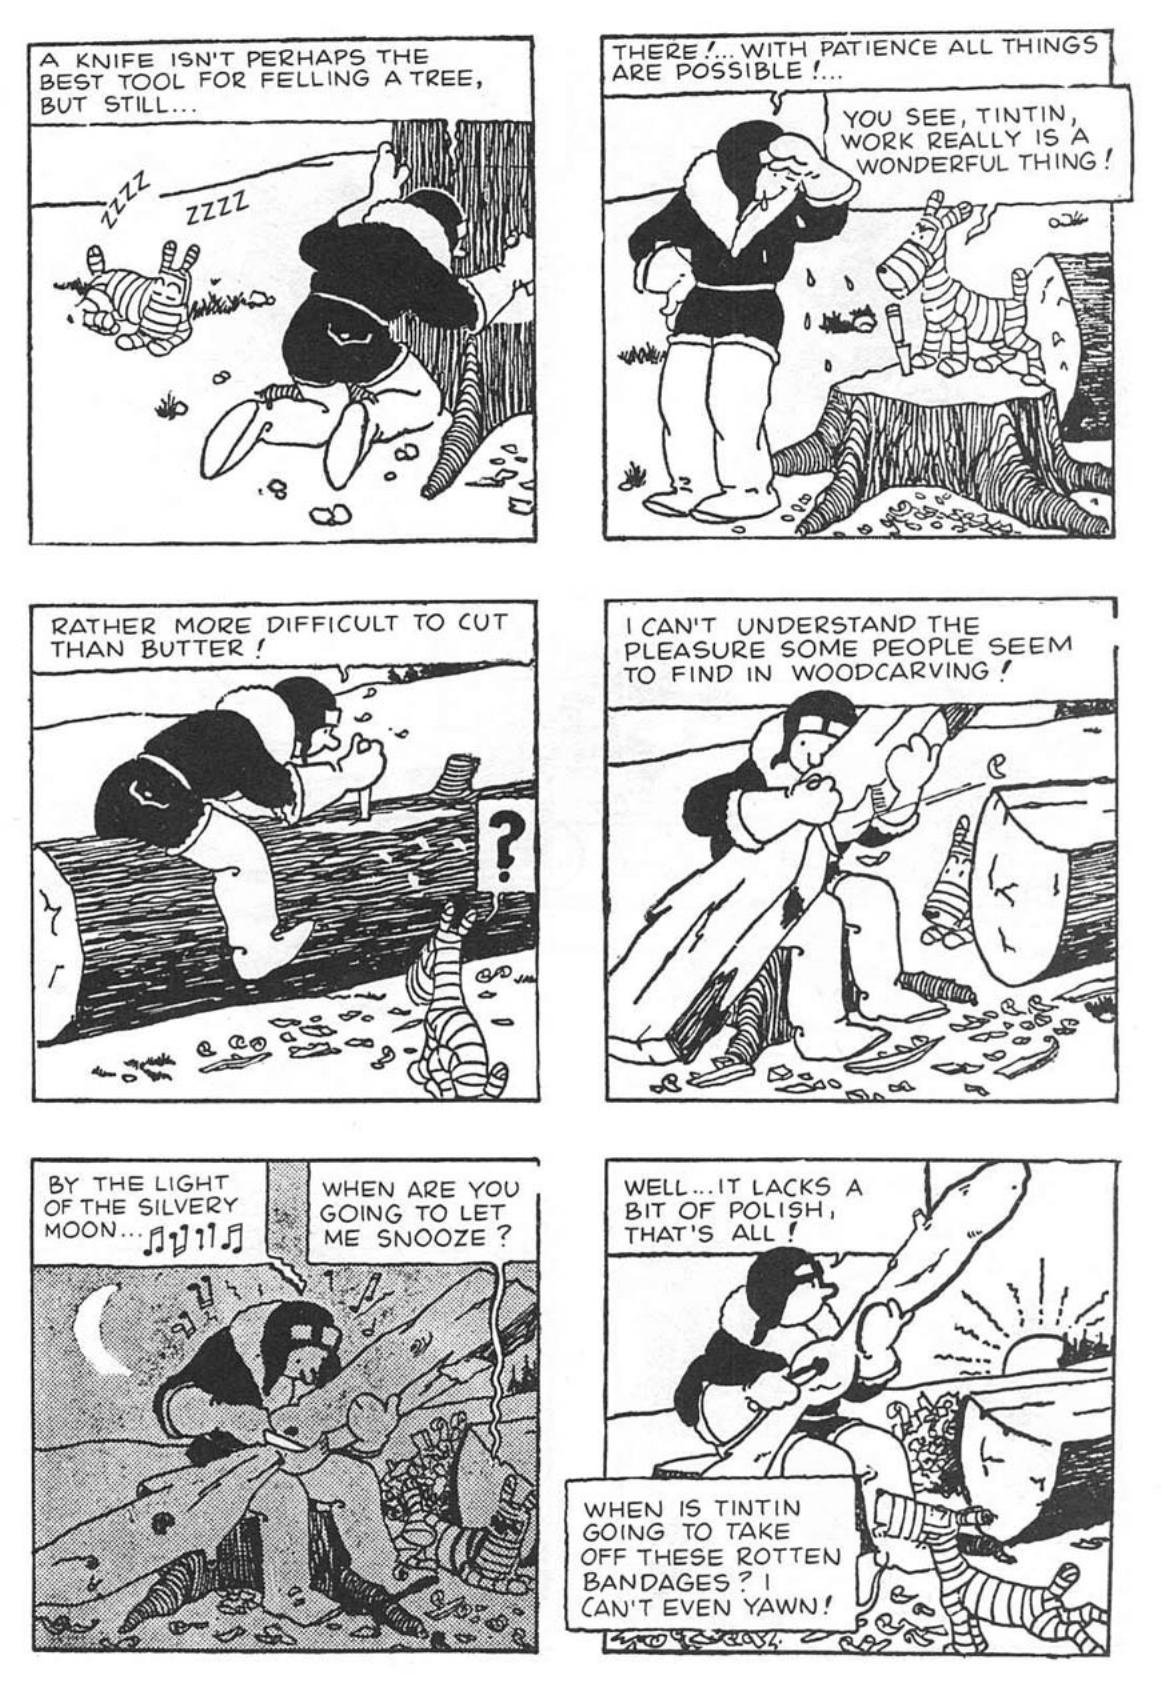 A KNIFE ISN'T PERHAPS THE
BEST TOOL FOR FELLING A TREE,
BUT STILL...
ZZZZ
ZZZZ
THERE!... WITH PATIENCE ALL THINGS
ARE POSSIBLE!...
YOU SEE, TINTIN,
WORK REALLY IS A
WONDERFUL THING!
RATHER MORE DIFFICULT TO CUT
THAN BUTTER!
?
I CAN'T UNDERSTAND THE
PLEASURE SOME PEOPLE SEEM
TO FIND IN WOODCARVING!
BY THE LIGHT
OF THE SILVERY
MOON...
WHEN ARE YOU
GOING TO LET
ME SNOOZE?
WELL...IT LACKS A
BIT OF POLISH,
THAT'S ALL!
WHEN IS TINTIN
GOING TO TAKE
OFF THESE ROTTEN
BANDAGES? I
CAN'T EVEN YAWN!